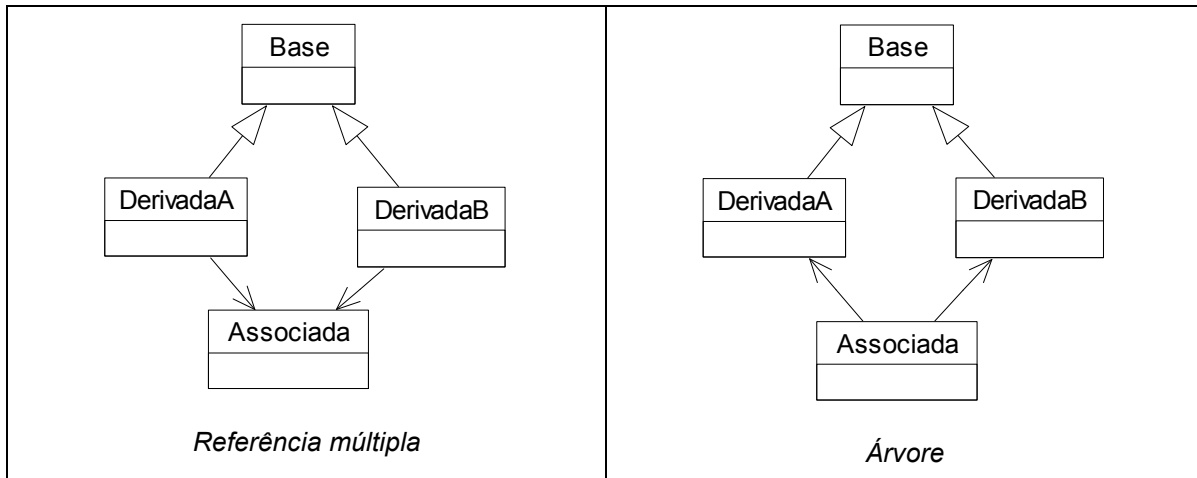 Base
DerivadaA
DerivadaB
Associada
Referência múltipla
Base
DerivadaA
DerivadaB
Associada
Árvore